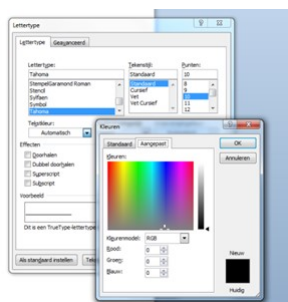 Lettertype
Lettertype Geavanceerd
Lettertype: Tekenstijl: Punten:
Tahoma Standaard 10
StempelGaramond Roman Standaard 8
Stencil Cursief 9
Sylfaen Vet 10
Symbol Vet Cursief 11
Tahoma 12
Tekstkleur:
Automatisch
Effecten
Doorhalen
Dubbel doorhalen
Superscript
Subscript
Voorbeeld
Dit is een TrueType-lettertype
Als standaard instellen
Kleuren
Standaard Aangepast
OK
Annuleren
Kleuren:
Kleurenmodel: RGB
Rood: 0
Groen: 0
Blauw: 0
Nieuw
Huidig